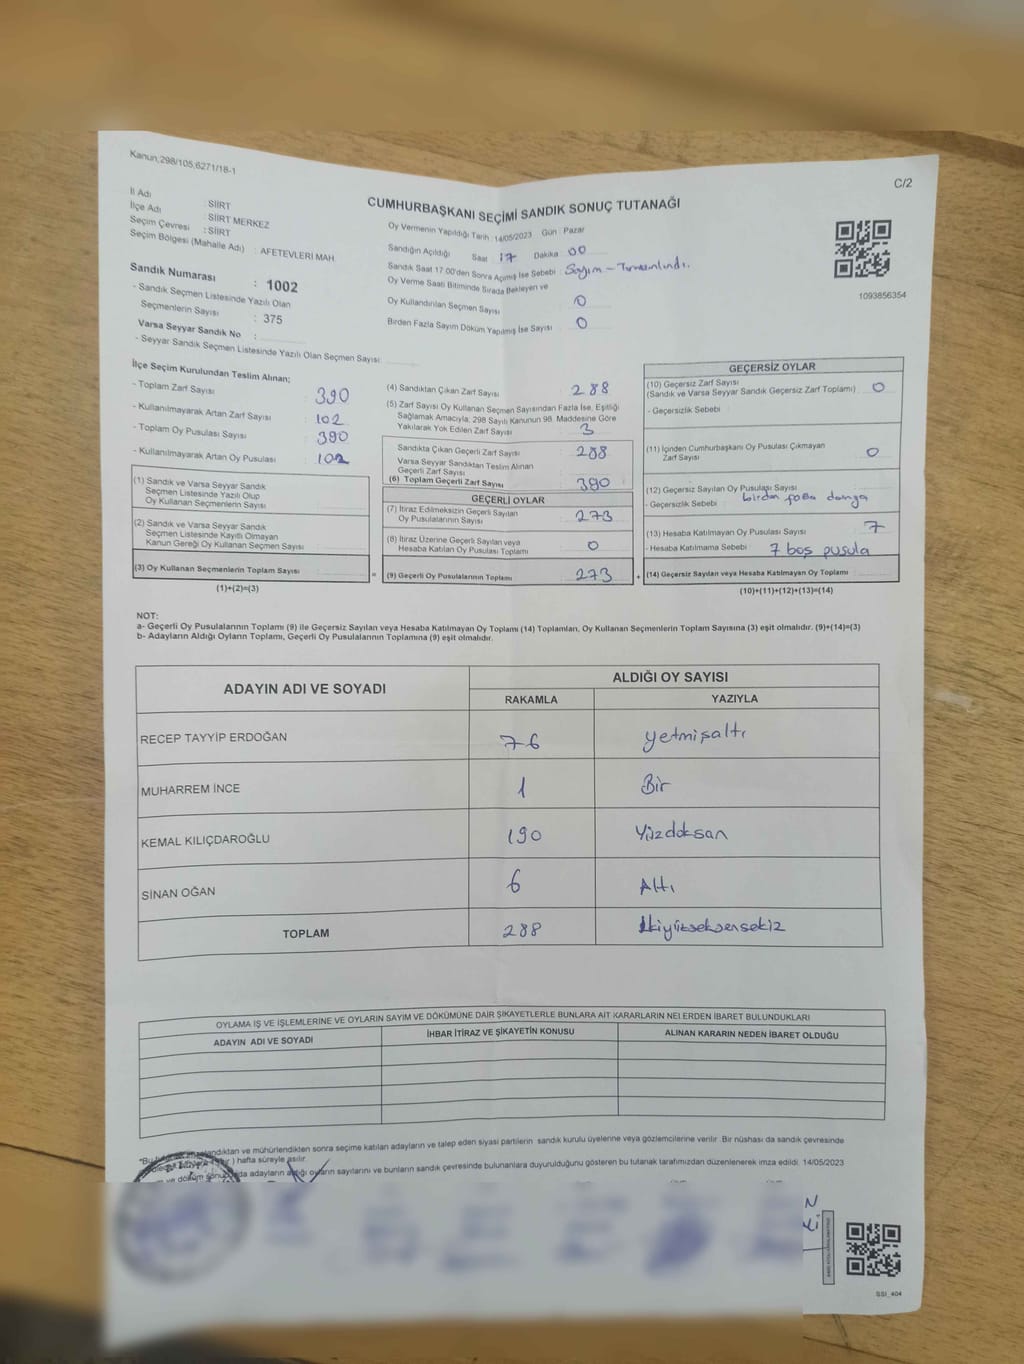 Kanun;298/105;6271/18-1
C/2
CUMHURBAŞKANI SEÇİMİ SANDIK SONUÇ TUTANAĞI
İl Adı : SİİRT
İlçe Adı : SİİRT MERKEZ
Seçim Çevresi : SİİRT
Seçim Bölgesi (Mahalle Adı) : AFETEVLERİ MAH
Sandık Numarası : 1002
- Sandık Seçmen Listesinde Yazılı Olan
Seçmenlerin Sayısı : 375
Varsa Seyyar Sandık No :
- Seyyar Sandık Seçmen Listesinde Yazılı Olan Seçmen Sayısı:
Oy Vermenin Yapıldığı Tarih 14/05/2023 Gün : Pazar
Sandığın Açıldığı Saat 17 Dakika 00
Sandık Saat 17.00'den Sonra Açılmış İse Sebebi : Sayım -
Oy Verme Saati Bitiminde Sırada Bekleyen ve
Oy Kullandırılan Seçmen Sayısı 0
Birden Fazla Sayım Döküm Yapılmış İse Sayısı 0
1093856354
İlçe Seçim Kurulundan Teslim Alınan;
- Toplam Zarf Sayısı 390
- Kullanılmayarak Artan Zarf Sayısı 102
- Toplam Oy Pusulası Sayısı 390
- Kullanılmayarak Artan Oy Pusulası 102
(1) Sandık ve Varsa Seyyar Sandık
Seçmen Listesinde Yazılı Olup
Oy Kullanan Seçmenlerin Sayısı
(2) Sandık ve Varsa Seyyar Sandık
Seçmen Listesinde Kayıtlı Olmayan
Kanun Gereği Oy Kullanan Seçmen Sayısı
(3) Oy Kullanan Seçmenlerin Toplam Sayısı
(1)+(2)=(3)
=
(4) Sandıktan Çıkan Zarf Sayısı 288
(5) Zarf Sayısı Oy Kullanan Seçmen Sayısından Fazla İse, Eşitliği
Sağlamak Amacıyla; 298 Sayılı Kanunun 98. Maddesine Göre
Yakılarak Yok Edilen Zarf Sayısı 3
Sandıkta Çıkan Geçerli Zarf Sayısı 288
Varsa Seyyar Sandıktan Teslim Alınan
Geçerli Zarf Sayısı
(6) Toplam Geçerli Zarf Sayısı 390
GEÇERLİ OYLAR
(7) İtiraz Edilmeksizin Geçerli Sayılan
Oy Pusulalarının Sayısı 273
(8) İtiraz Üzerine Geçerli Sayılan veya
Hesaba Katılan Oy Pusulası Toplamı 0
(9) Geçerli Oy Pusulalarının Toplamı 273
+
GEÇERSİZ OYLAR
(10) Geçersiz Zarf Sayısı
(Sandık ve Varsa Seyyar Sandık Geçersiz Zarf Toplamı) 0
- Geçersizlik Sebebi
(11) İçinden Cumhurbaşkanı Oy Pusulası Çıkmayan
Zarf Sayısı 0
(12) Geçersiz Sayılan Oy Pusulası Sayısı
- Geçersizlik Sebebi birden fazla damga
(13) Hesaba Katılmayan Oy Pusulası Sayısı 7
- Hesaba Katılmama Sebebi : 7 boş pusula
(14) Geçersiz Sayılan veya Hesaba Katılmayan Oy Toplamı
(10)+(11)+(12)+(13)=(14)
NOT:
a- Geçerli Oy Pusulalarının Toplamı (9) ile Geçersiz Sayılan veya Hesaba Katılmayan Oy Toplamı (14) Toplamları, Oy Kullanan Seçmenlerin Toplam Sayısına (3) eşit olmalıdır. (9)+(14)=(3)
b- Adayların Aldığı Oyların Toplamı, Geçerli Oy Pusulalarının Toplamına (9) eşit olmalıdır.
ADAYIN ADI VE SOYADI
ALDIĞI OY SAYISI
RAKAMLA YAZIYLA
RECEP TAYYİP ERDOĞAN 76 yetmişaltı
MUHARREM İNCE 1 Bir
KEMAL KILIÇDAROĞLU 190 Yüzdoksan
SİNAN OĞAN 6 Altı
TOPLAM 288 ikiyüzseksensekiz
OYLAMA İŞ VE İŞLEMLERİNE VE OYLARIN SAYIM VE DÖKÜMÜNE DAİR ŞİKAYETLERLE BUNLARA AİT KARARLARIN NELERDEN İBARET BULUNDUKLARI
ADAYIN ADI VE SOYADI İHBAR İTİRAZ VE ŞİKAYETİN KONUSU ALINAN KARARIN NEDEN İBARET OLDUĞU
ve mühürlendikten sonra seçime katılan adayların ve talep eden siyasi partilerin sandık kurulu üyelerine veya gözlemcilerine verilir. Bir nüshası da sandık çevresinde
) hafta süreyle asılır.
adayların aldığı oyların sayılarını ve bunların sandık çevresinde bulunanlara duyurulduğunu gösteren bu tutanak tarafımızdan düzenlenerek imza edildi. 14/05/2023
SSI_404